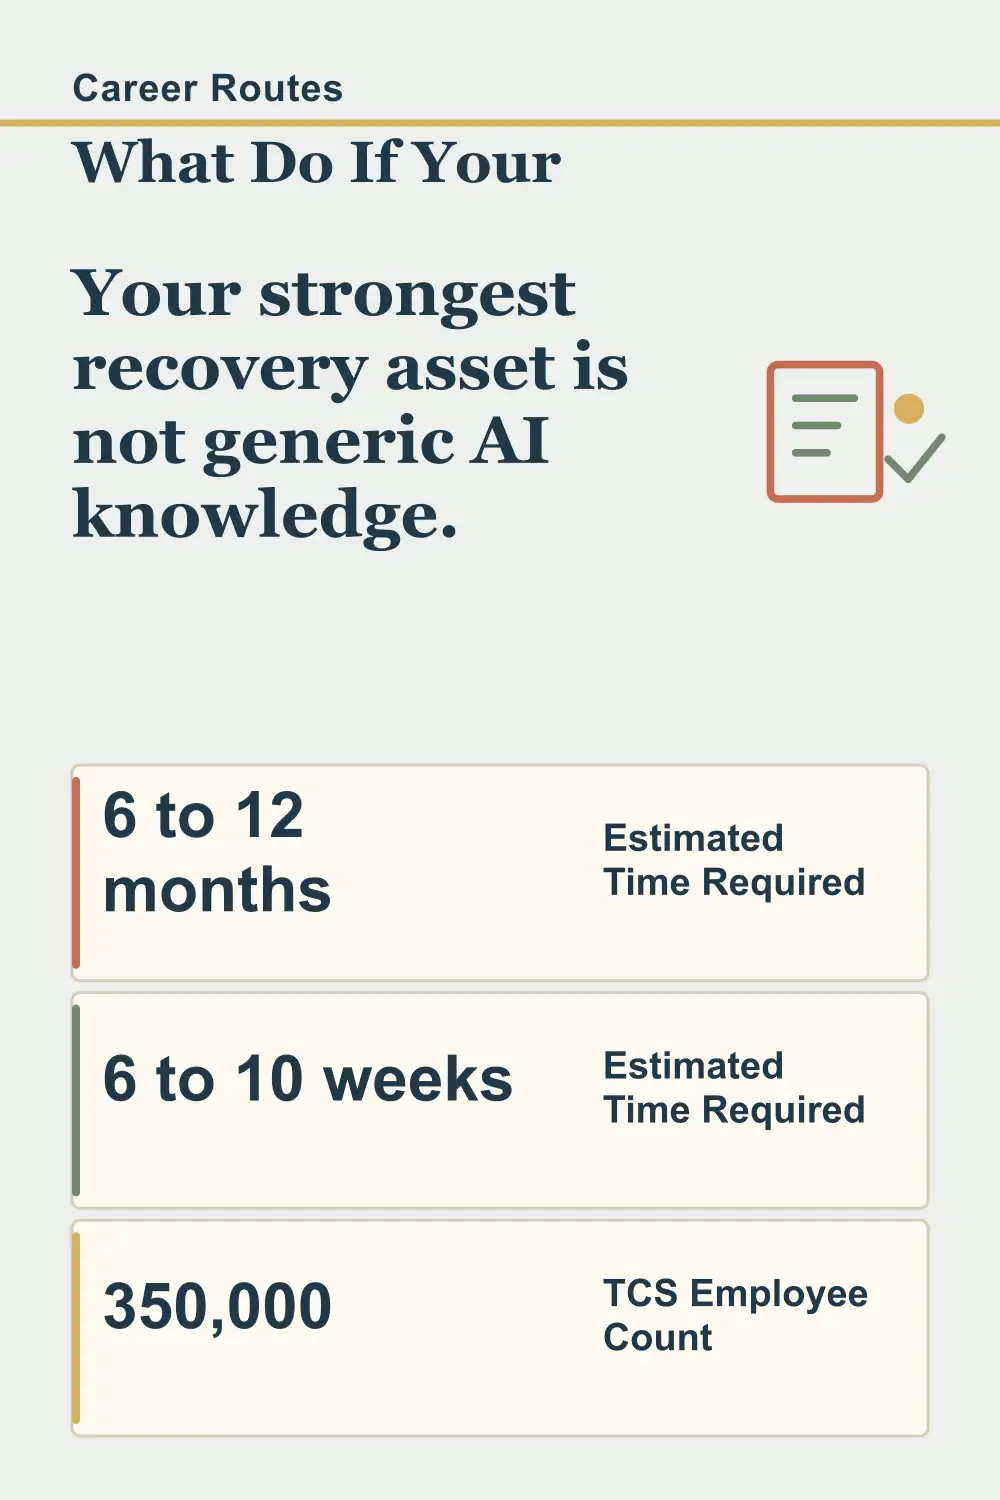 Career Routes
What Do If Your
Your strongest
recovery asset is
not generic AI
knowledge.
6 to 12
months
Estimated
Time Required
6 to 10 weeks
Estimated
Time Required
350,000
TCS Employee
Count